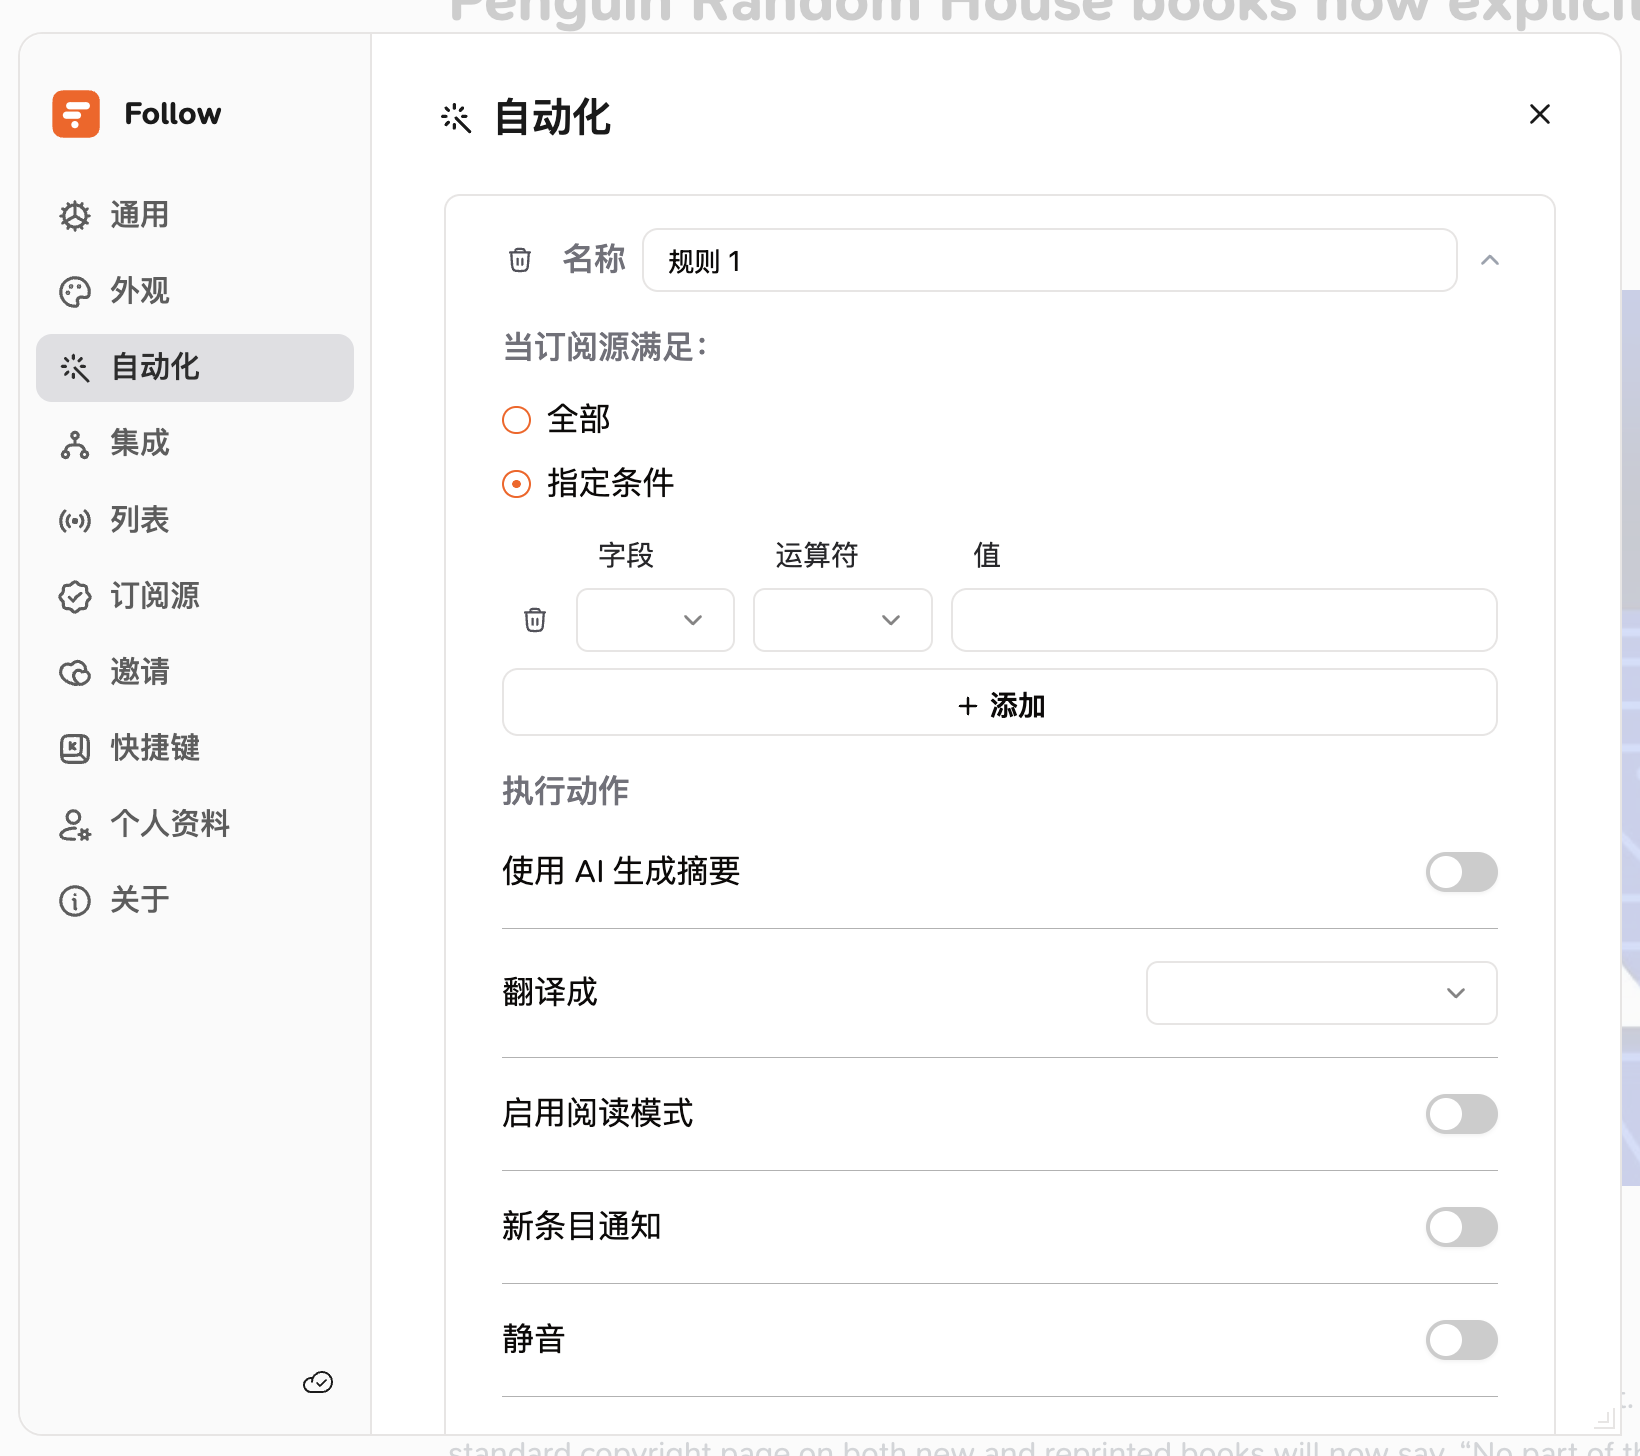 Penguin Random House books now explicit
Follow
通用
外观
自动化
集成
列表
订阅源
邀请
快捷键
个人资料
关于
自动化
名称
规则 1
当订阅源满足：
全部
指定条件
字段 运算符 值
+ 添加
执行动作
使用 AI 生成摘要
翻译成
启用阅读模式
新条目通知
静音
standard copyright page on both new and reprinted books will now say, “No part of th